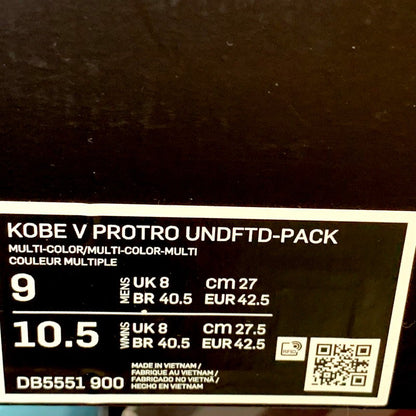 KOBE V PROTRO UNDFTD-PACK
MULTI-COLOR/MULTI-COLOR-MULTI
COULEUR MULTIPLE
9 MENS UK 8 cm 27
BR 40.5 EUR 42.5
10.5 WMNS UK 8 cm 27.5
BR 40.5 EUR 42.5
MADE IN VIETNAM /
FABRIQUE AU VIETNAM /
FABRICADO NO VIETNÃ /
HECHO EN VIETNAM
DB5551 900
RFID